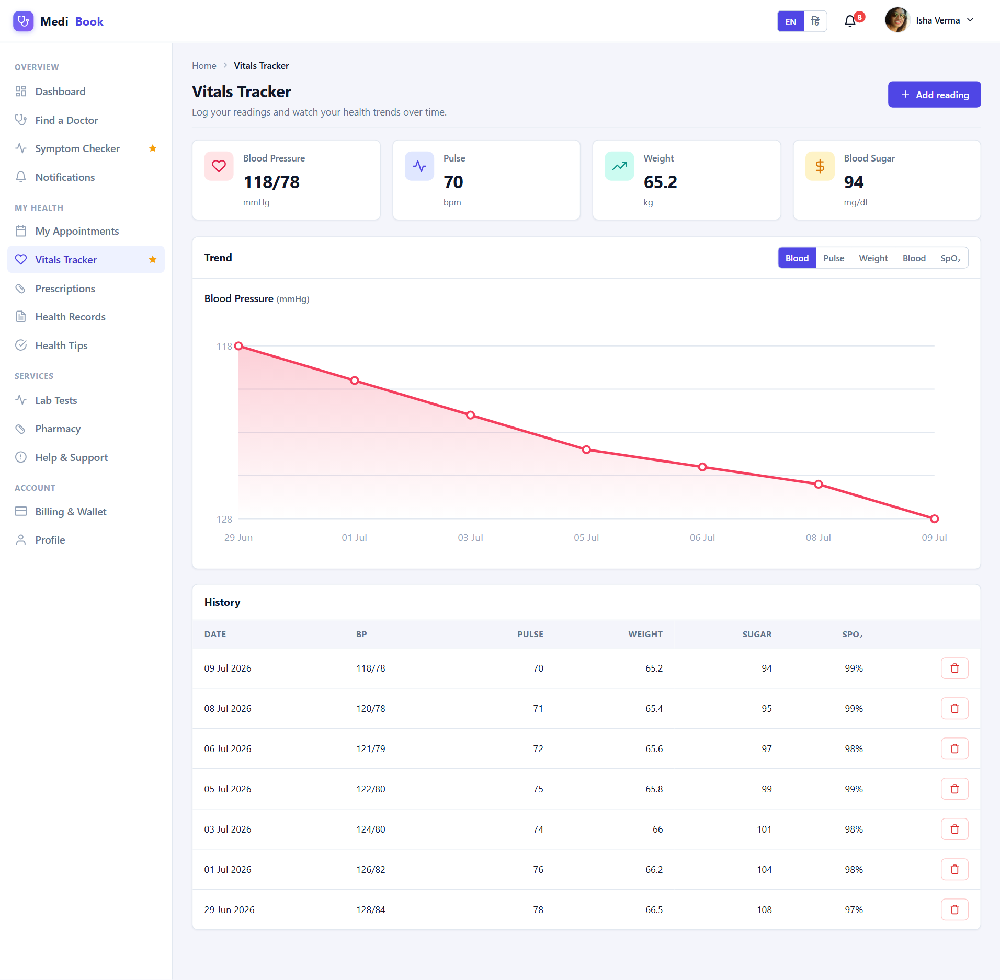 Medi Book
EN
हिं
8
Isha Verma
OVERVIEW
Dashboard
Find a Doctor
Symptom Checker
Notifications
MY HEALTH
My Appointments
Vitals Tracker
Prescriptions
Health Records
Health Tips
SERVICES
Lab Tests
Pharmacy
Help & Support
ACCOUNT
Billing & Wallet
Profile
Home > Vitals Tracker
Vitals Tracker
Log your readings and watch your health trends over time.
+ Add reading
Blood Pressure
118/78
mmHg
Pulse
70
bpm
Weight
65.2
kg
$
Blood Sugar
94
mg/dL
Trend
Blood Pulse Weight Blood SpO₂
Blood Pressure (mmHg)
118
128
29 Jun 01 Jul 03 Jul 05 Jul 06 Jul 08 Jul 09 Jul
History
DATE BP PULSE WEIGHT SUGAR SPO₂
09 Jul 2026 118/78 70 65.2 94 99%
08 Jul 2026 120/78 71 65.4 95 99%
06 Jul 2026 121/79 72 65.6 97 98%
05 Jul 2026 122/80 75 65.8 99 99%
03 Jul 2026 124/80 74 66 101 98%
01 Jul 2026 126/82 76 66.2 104 98%
29 Jun 2026 128/84 78 66.5 108 97%